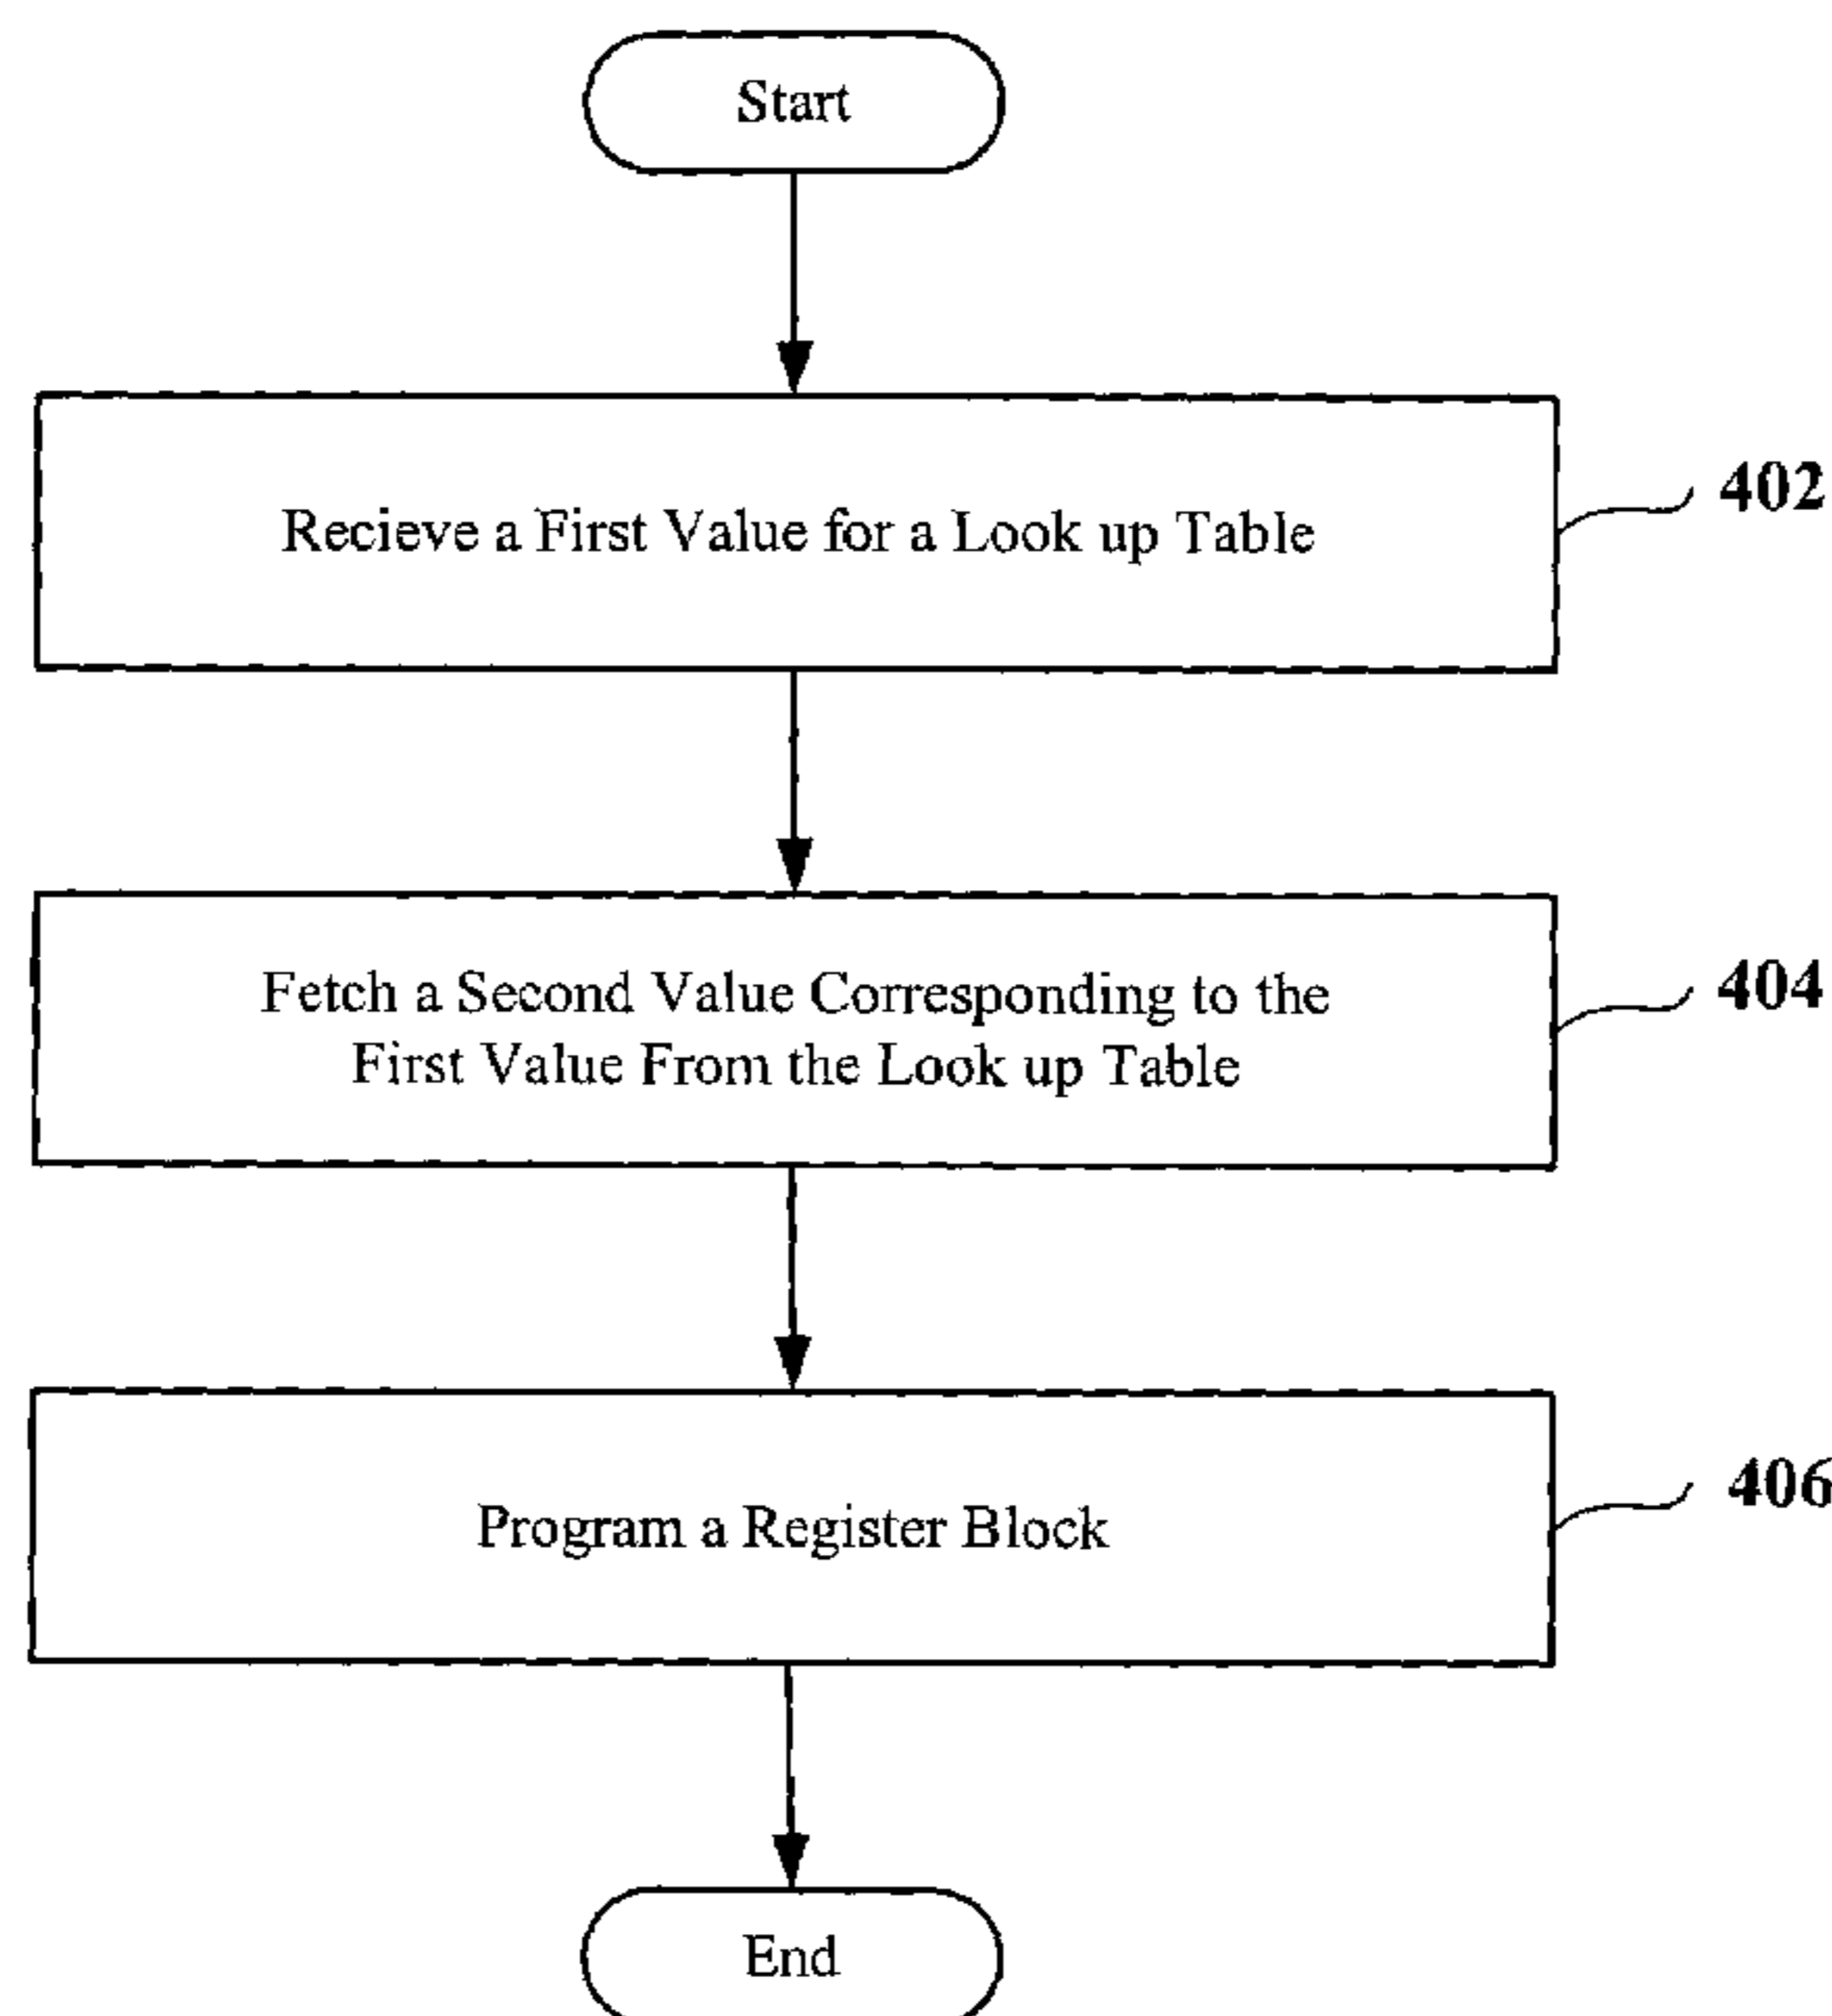 Start
Recieve a First Value for a Look up Table
402
Fetch a Second Value Corresponding to the
First Value From the Look up Table
404
Program a Register Block
406
End